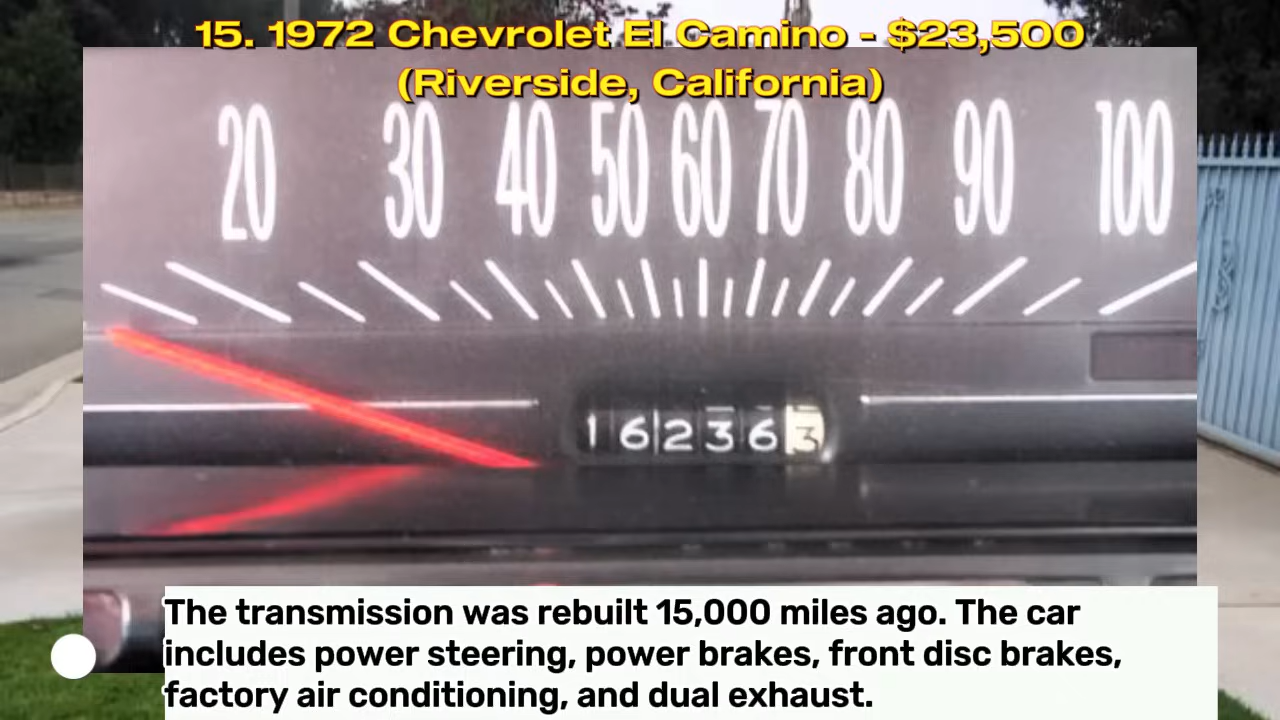 15. 1972 Chevrolet El Camino - $23,500
(Riverside, California)
20 30 40 50 60 70 80 90 100
162363
The transmission was rebuilt 15,000 miles ago. The car
includes power steering, power brakes, front disc brakes,
factory air conditioning, and dual exhaust.